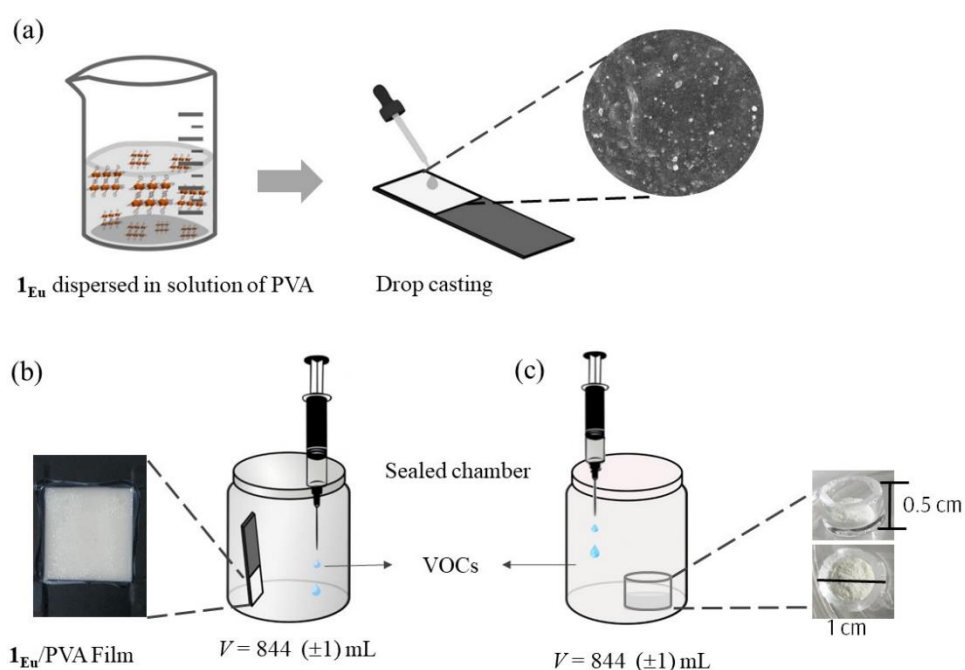 (a)
1Eu dispersed in solution of PVA
Drop casting
(b)
(c)
Sealed chamber
0.5 cm
VOCs
1 cm
1Eu/PVA Film
V = 844 (±1) mL
V = 844 (±1) mL